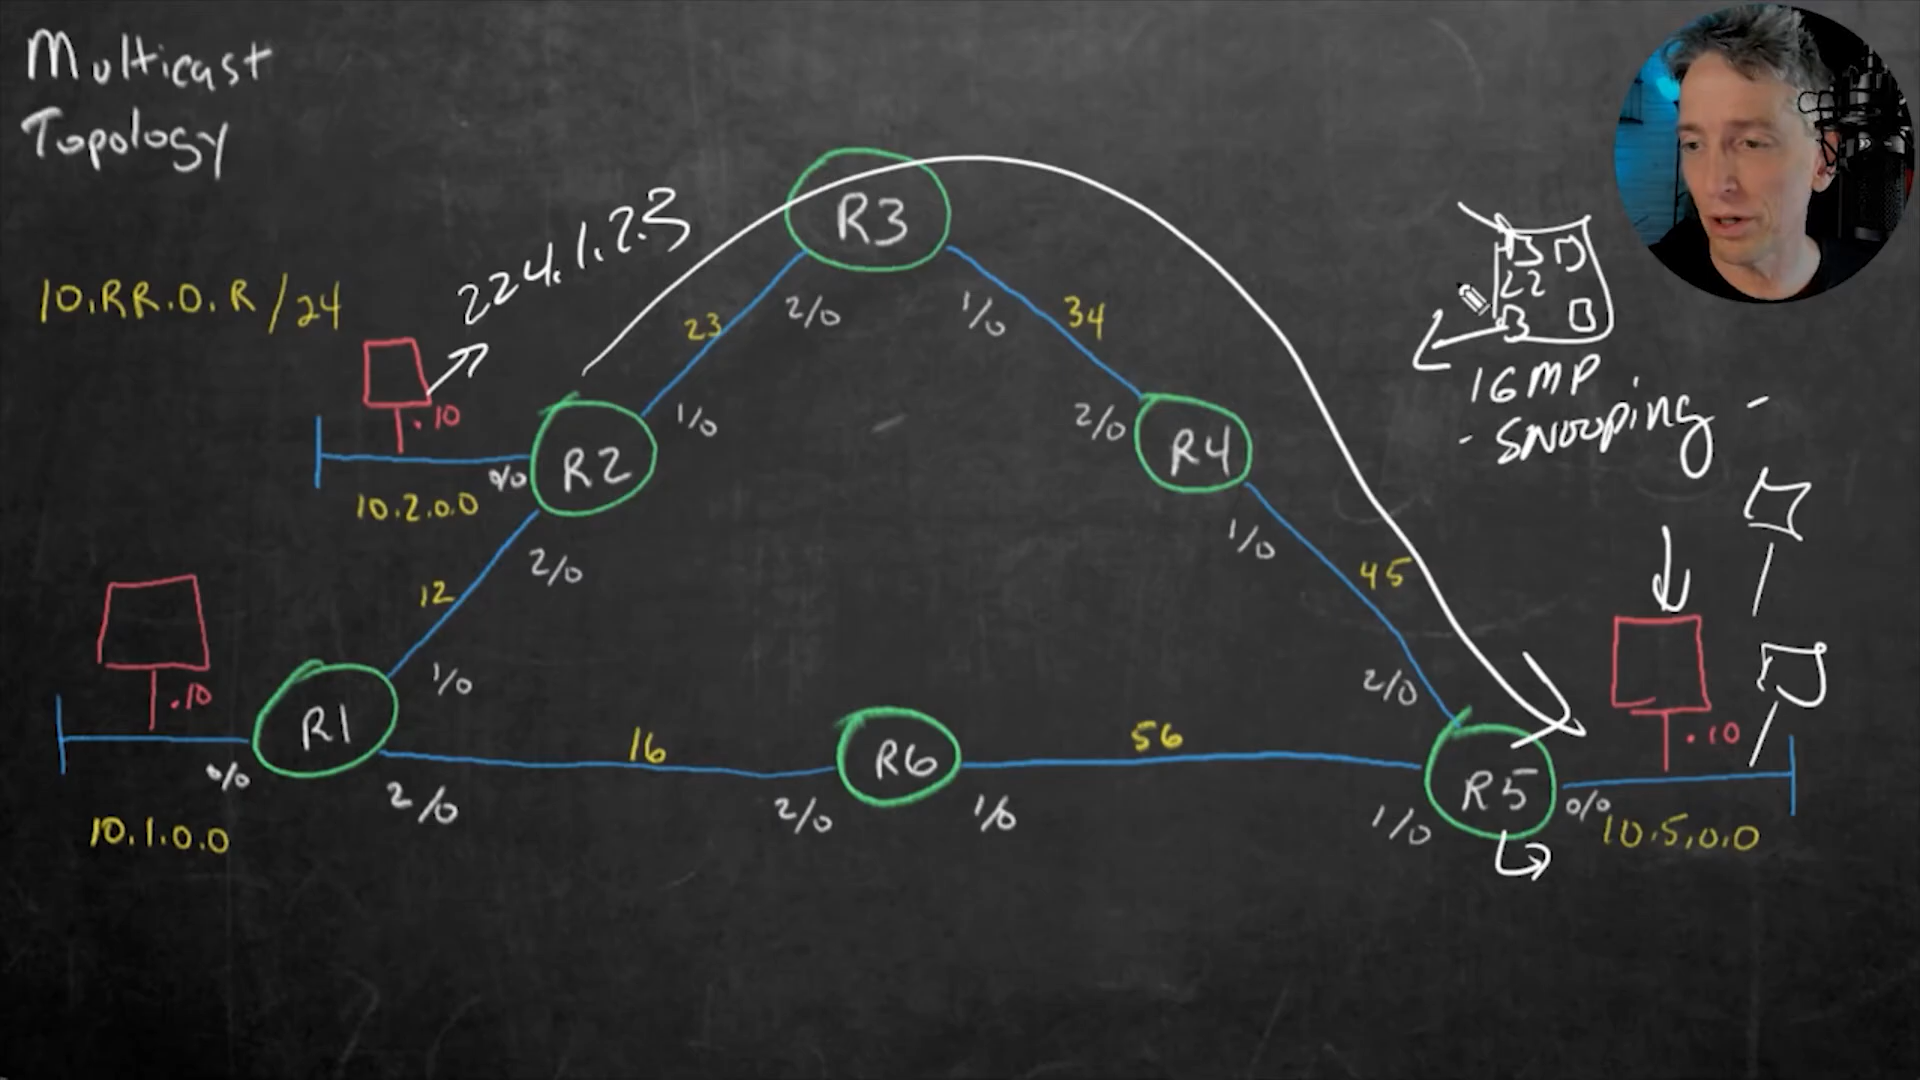 Multicast
Topology
10.RR.0.R/24
224.1.2.3
.10
10.2.0.0
0/0
R2
1/0
2/0
23
R3
2/0
1/0
34
2/0
R4
1/0
45
2/0
L2
IGMP
- snooping -
12
.10
10.1.0.0
0/0
R1
1/0
2/0
16
R6
2/0
1/0
56
1/0
R5
0/0
.10
10.5.0.0